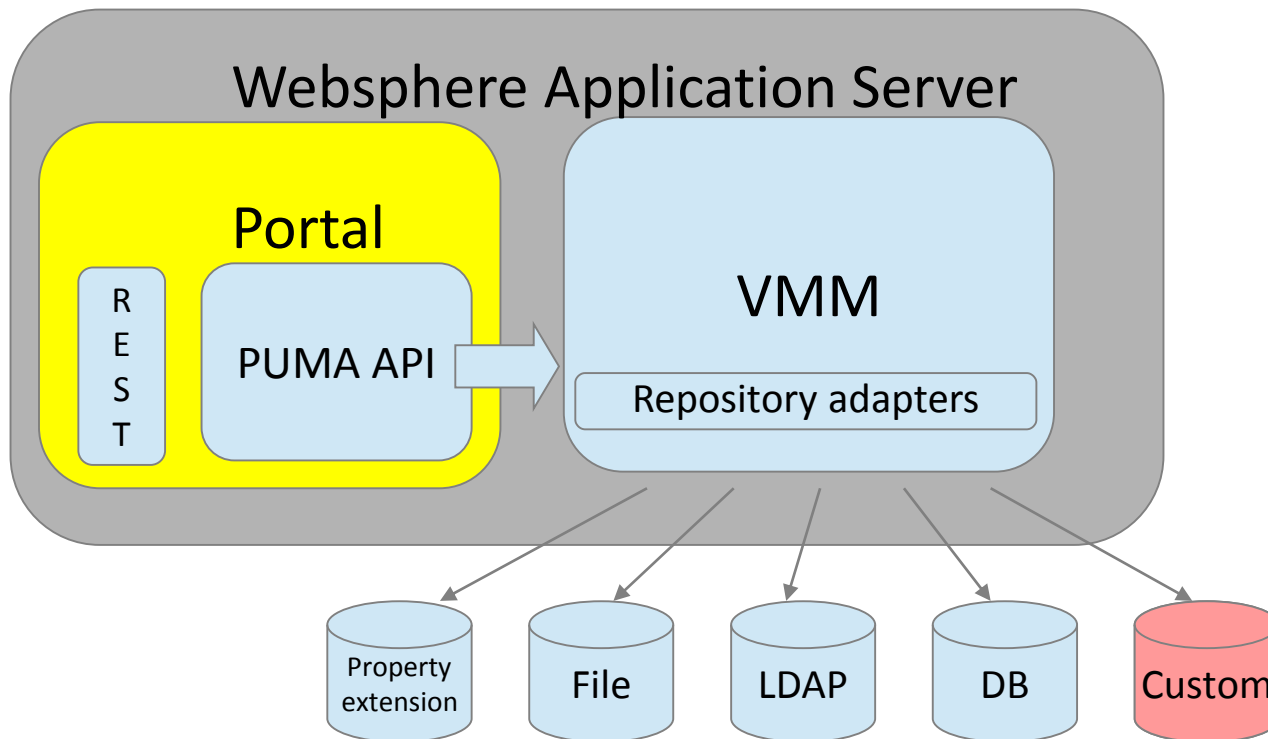 Websphere Application Server
Portal
R
E
S
T
PUMA API
VMM
Repository adapters
Property
extension
File
LDAP
DB
Custom